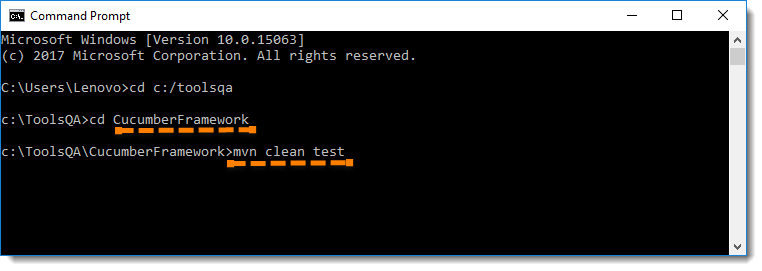 Command Prompt
Microsoft Windows [Version 10.0.15063]
(c) 2017 Microsoft Corporation. All rights reserved.
C:\Users\Lenovo>cd c:/toolsqa
c:\ToolsQA>cd CucumberFramework
c:\ToolsQA\CucumberFramework>mvn clean test